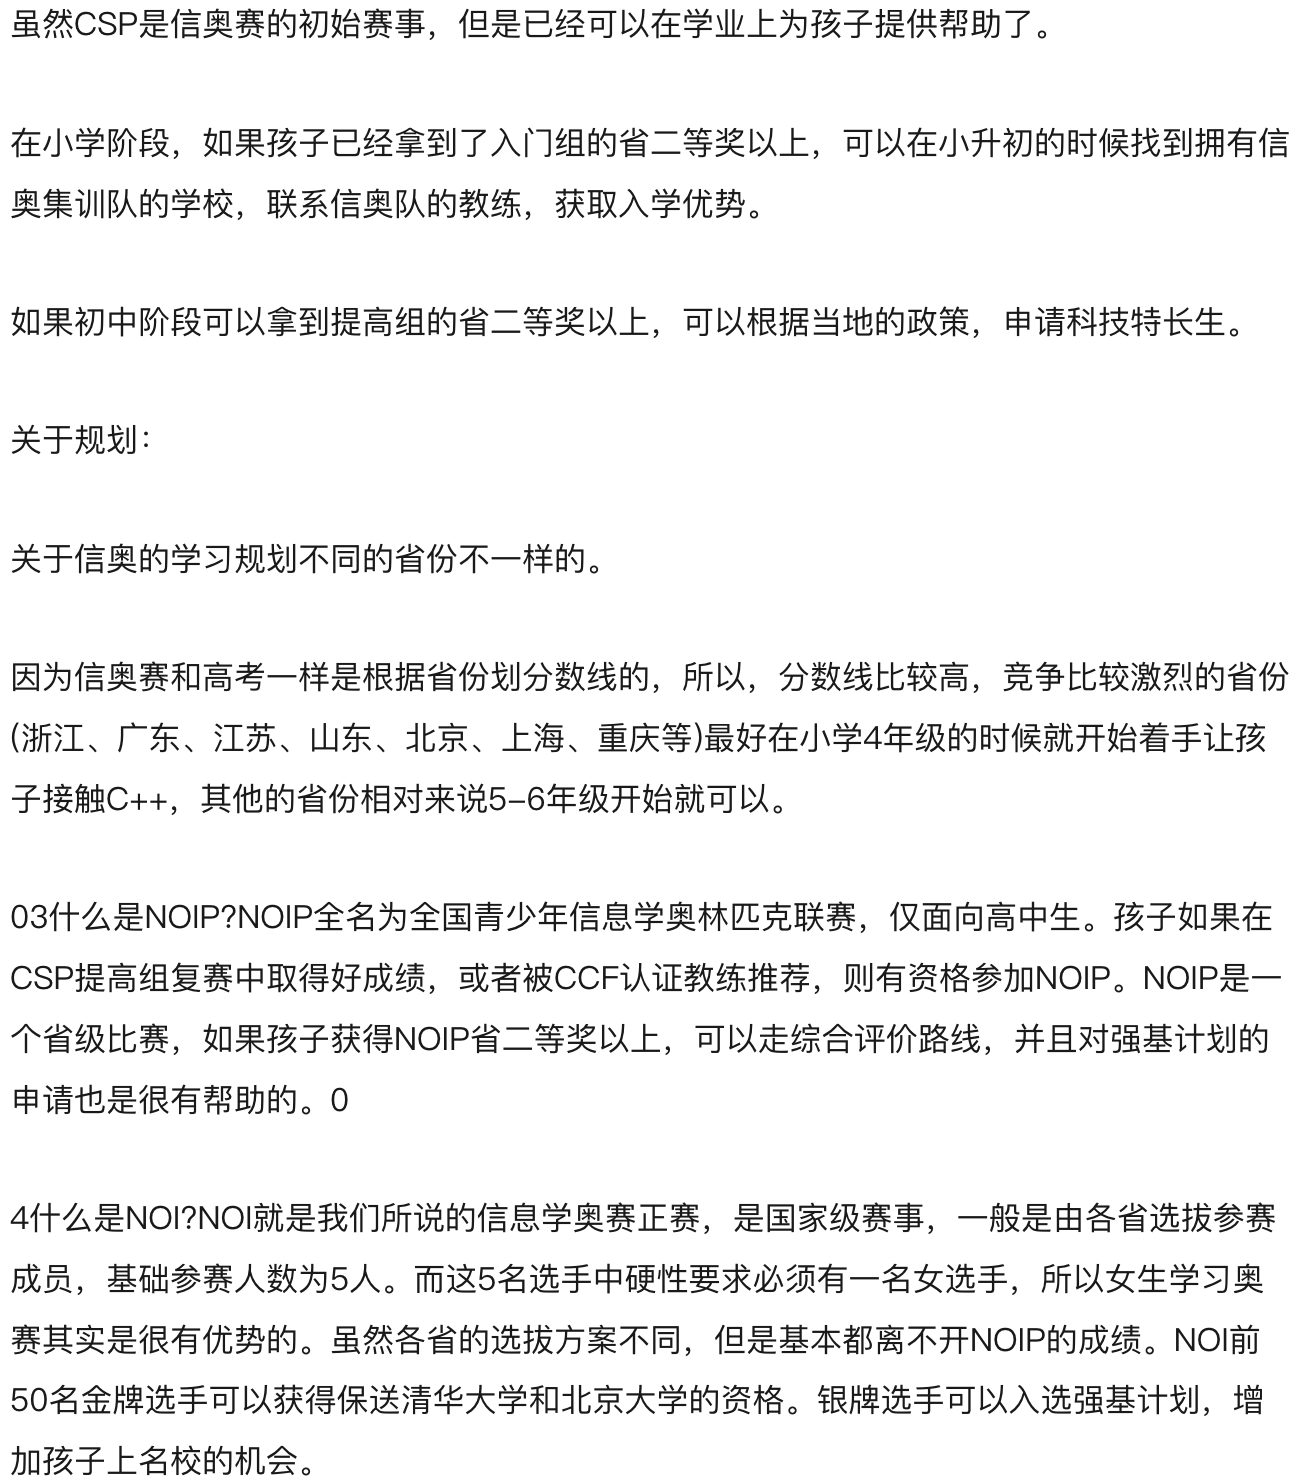 虽然CSP是信奥赛的初始赛事，但是已经可以在学业上为孩子提供帮助了。
在小学阶段，如果孩子已经拿到了入门组的省二等奖以上，可以在小升初的时候找到拥有信
奥集训队的学校，联系信奥队的教练，获取入学优势。
如果初中阶段可以拿到提高组的省二等奖以上，可以根据当地的政策，申请科技特长生。
关于规划：
关于信奥的学习规划不同的省份不一样的。
因为信奥赛和高考一样是根据省份划分数线的，所以，分数线比较高，竞争比较激烈的省份
(浙江、广东、江苏、山东、北京、上海、重庆等)最好在小学4年级的时候就开始着手让孩
子接触C++，其他的省份相对来说5–6年级开始就可以。
03什么是NOIP?NOIP全名为全国青少年信息学奥林匹克联赛，仅面向高中生。孩子如果在
CSP提高组复赛中取得好成绩，或者被CCF认证教练推荐，则有资格参加NOIP。NOIP是一
个省级比赛，如果孩子获得NOIP省二等奖以上，可以走综合评价路线，并且对强基计划的
申请也是很有帮助的。0
4什么是NOI?NOI就是我们所说的信息学奥赛正赛，是国家级赛事，一般是由各省选拔参赛
成员，基础参赛人数为5人。而这5名选手中硬性要求必须有一名女选手，所以女生学习奥
赛其实是很有优势的。虽然各省的选拔方案不同，但是基本都离不开NOIP的成绩。NOI前
50名金牌选手可以获得保送清华大学和北京大学的资格。银牌选手可以入选强基计划，增
加孩子上名校的机会。